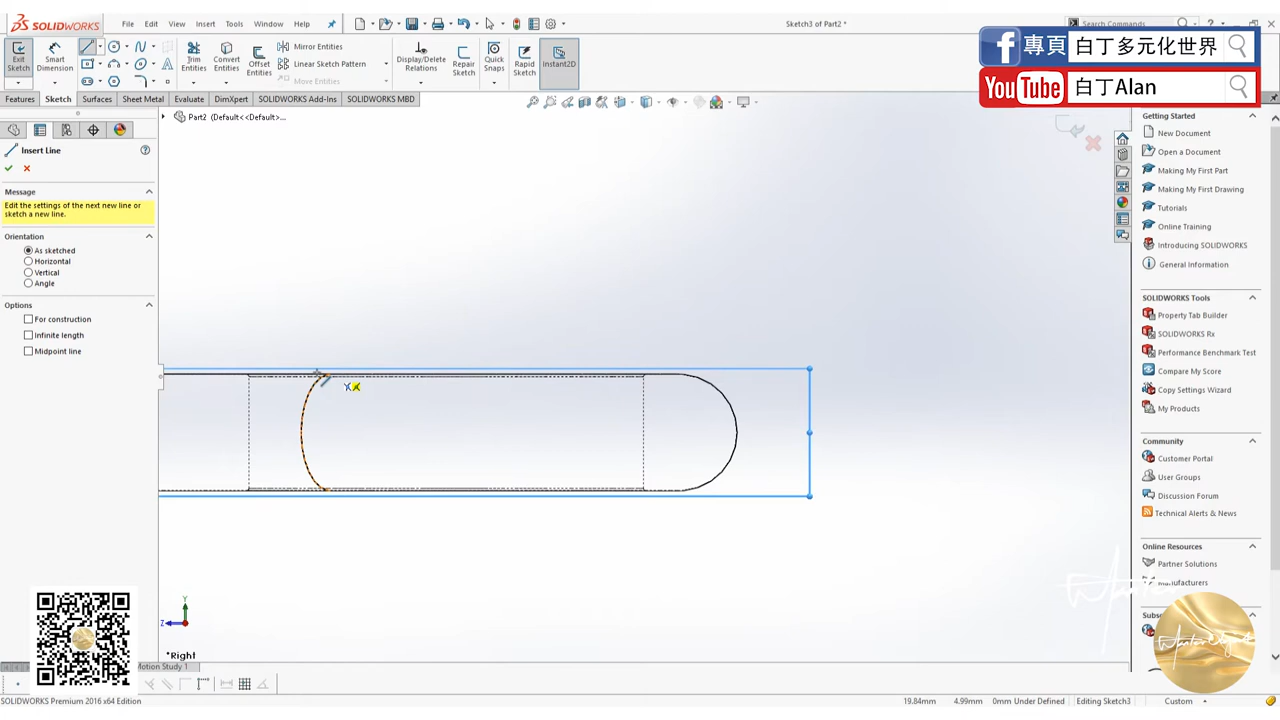 SOLIDWORKS
File Edit View Insert Tools Window Help
Sketch3 of Part2 *
Search Commands
專頁 白丁多元化世界
YouTube 白丁Alan
Exit Sketch
Smart Dimension
Trim Entities
Convert Entities
Offset Entities
Mirror Entities
Linear Sketch Pattern
Move Entities
Display/Delete Relations
Repair Sketch
Quick Snaps
Rapid Sketch
Instant2D
Features Sketch Surfaces Sheet Metal Evaluate DimXpert SOLIDWORKS Add-Ins SOLIDWORKS MBD
Part2 (Default<<Default>...
Insert Line
Message
Edit the settings of the next new line or
sketch a new line.
Orientation
As sketched
Horizontal
Vertical
Angle
Options
For construction
Infinite length
Midpoint line
Getting Started
New Document
Open a Document
Making My First Part
Making My First Drawing
Tutorials
Online Training
Introducing SOLIDWORKS
General Information
SOLIDWORKS Tools
Property Tab Builder
SOLIDWORKS Rx
Performance Benchmark Test
Compare My Score
Copy Settings Wizard
My Products
Community
Customer Portal
User Groups
Discussion Forum
Technical Alerts & News
Online Resources
Partner Solutions
Manufacturers
Y
Z
*Right
Motion Study 1
SOLIDWORKS Premium 2016 x64 Edition
19.84mm 4.99mm 0mm Under Defined Editing Sketch3 Custom